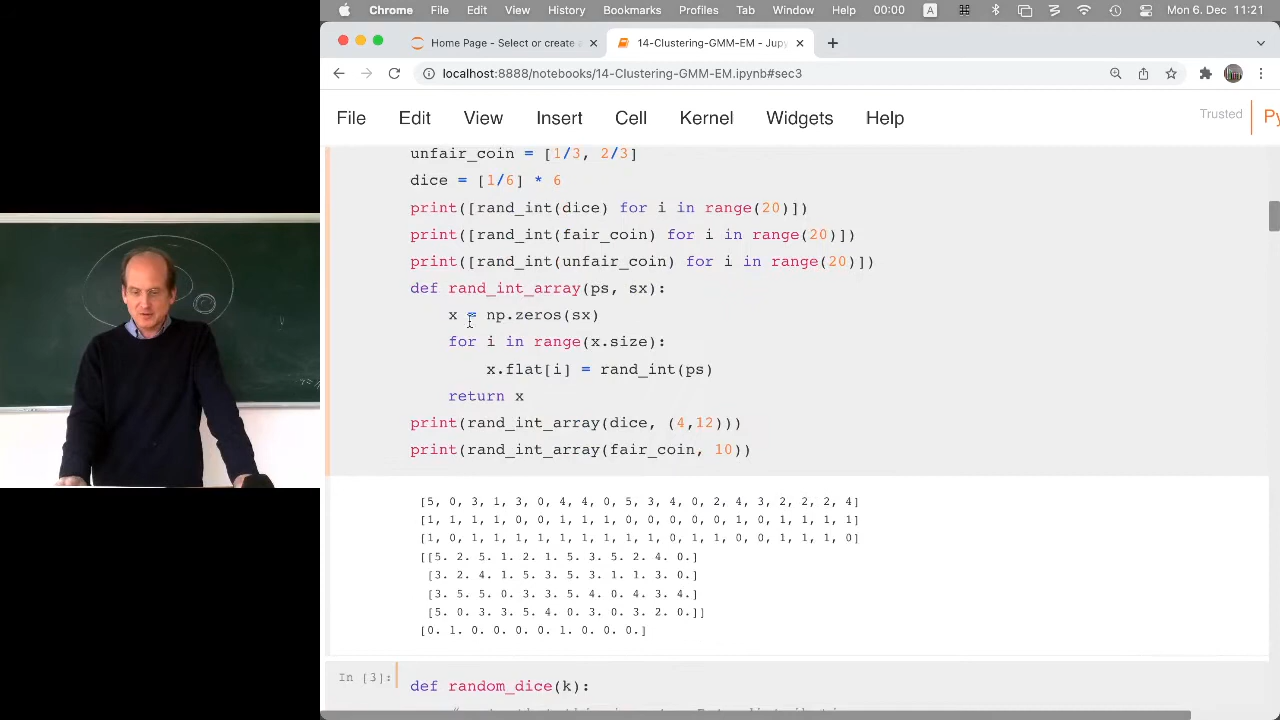 Chrome File Edit View History Bookmarks Profiles Tab Window Help 00:00 A Mon 6. Dec 11:21
Home Page - Select or create a 14-Clustering-GMM-EM - Jupy
localhost:8888/notebooks/14-Clustering-GMM-EM.ipynb#sec3
File Edit View Insert Cell Kernel Widgets Help Trusted Py
unfair_coin = [1/3, 2/3]
dice = [1/6] * 6
print([rand_int(dice) for i in range(20)])
print([rand_int(fair_coin) for i in range(20)])
print([rand_int(unfair_coin) for i in range(20)])
def rand_int_array(ps, sx):
x = np.zeros(sx)
for i in range(x.size):
x.flat[i] = rand_int(ps)
return x
print(rand_int_array(dice, (4,12)))
print(rand_int_array(fair_coin, 10))
[5, 0, 3, 1, 3, 0, 4, 4, 0, 5, 3, 4, 0, 2, 4, 3, 2, 2, 2, 4]
[1, 1, 1, 1, 0, 0, 1, 1, 1, 0, 0, 0, 0, 0, 1, 0, 1, 1, 1, 1]
[1, 0, 1, 1, 1, 1, 1, 1, 1, 1, 0, 1, 1, 0, 0, 1, 1, 1, 0]
[[5. 2. 5. 1. 2. 1. 5. 3. 5. 2. 4. 0.]
[3. 2. 4. 1. 5. 3. 5. 3. 1. 1. 3. 0.]
[3. 5. 5. 0. 3. 3. 5. 4. 0. 4. 3. 4.]
[5. 0. 3. 3. 5. 4. 0. 3. 0. 3. 2. 0.]]
[0. 1. 0. 0. 0. 0. 1. 0. 0. 0.]
In [3]:
def random_dice(k):